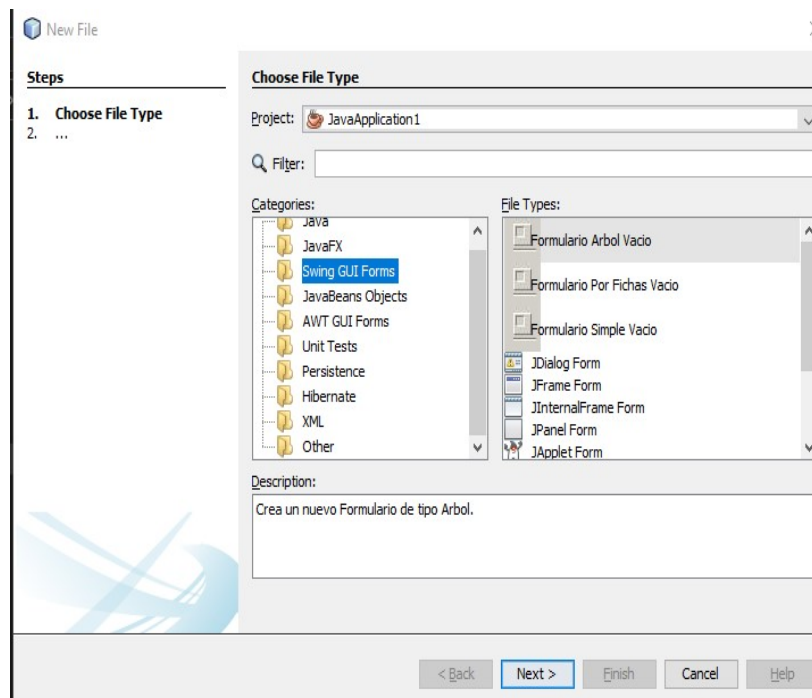 New File
Steps
1. Choose File Type
2. ...
Choose File Type
Project: JavaApplication1
Filter:
Categories:
Java
JavaFX
Swing GUI Forms
JavaBeans Objects
AWT GUI Forms
Unit Tests
Persistence
Hibernate
XML
Other
File Types:
Formulario Arbol Vacio
Formulario Por Fichas Vacio
Formulario Simple Vacio
JDialog Form
JFrame Form
JInternalFrame Form
JPanel Form
JApplet Form
Description:
Crea un nuevo Formulario de tipo Arbol.
< Back Next > Finish Cancel Help